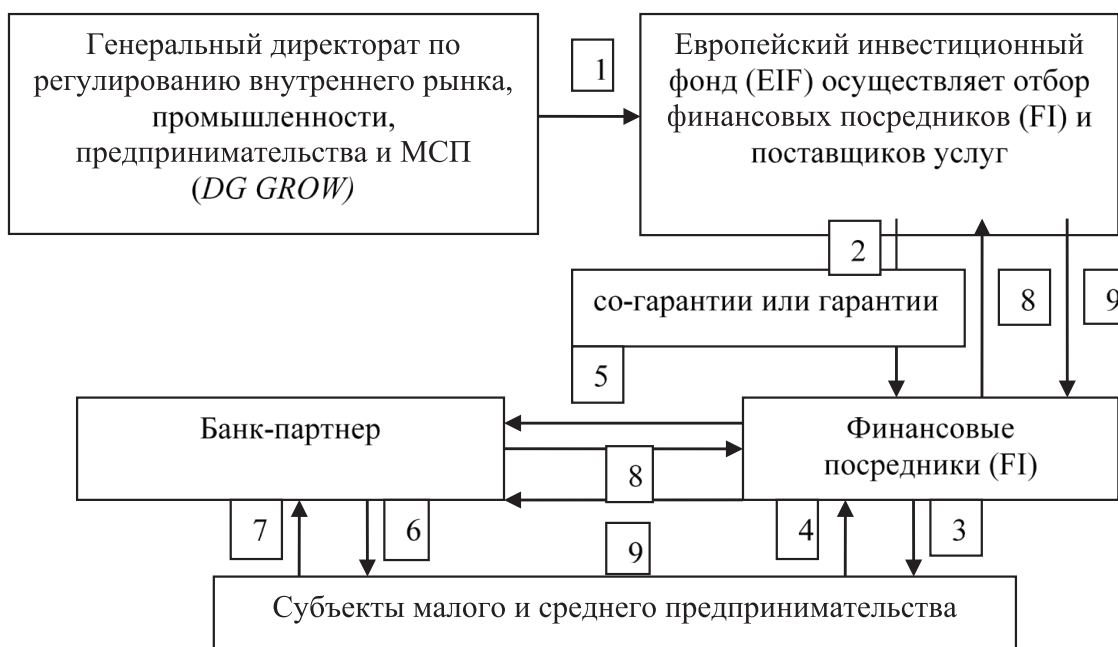 Генеральный директорат по
регулированию внутреннего рынка,
промышленности,
предпринимательства и МСП
(DG GROW)
1
Европейский инвестиционный
фонд (EIF) осуществляет отбор
финансовых посредников (FI) и
поставщиков услуг
2
со-гарантии или гарантии
8
9
5
Банк-партнер
Финансовые
посредники (FI)
8
7
6
9
4
3
Субъекты малого и среднего предпринимательства